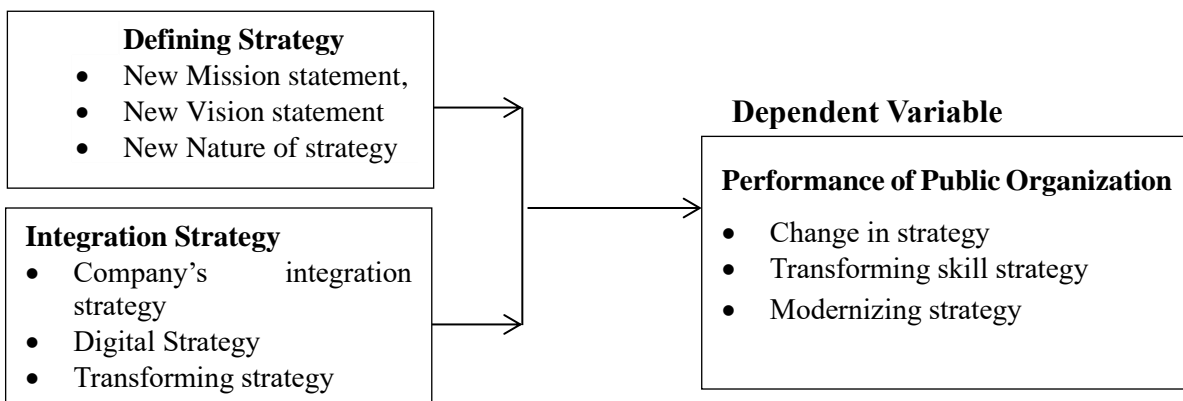 Defining Strategy
• New Mission statement,
• New Vision statement
• New Nature of strategy
Integration Strategy
• Company’s integration
strategy
• Digital Strategy
• Transforming strategy
Dependent Variable
Performance of Public Organization
• Change in strategy
• Transforming skill strategy
• Modernizing strategy